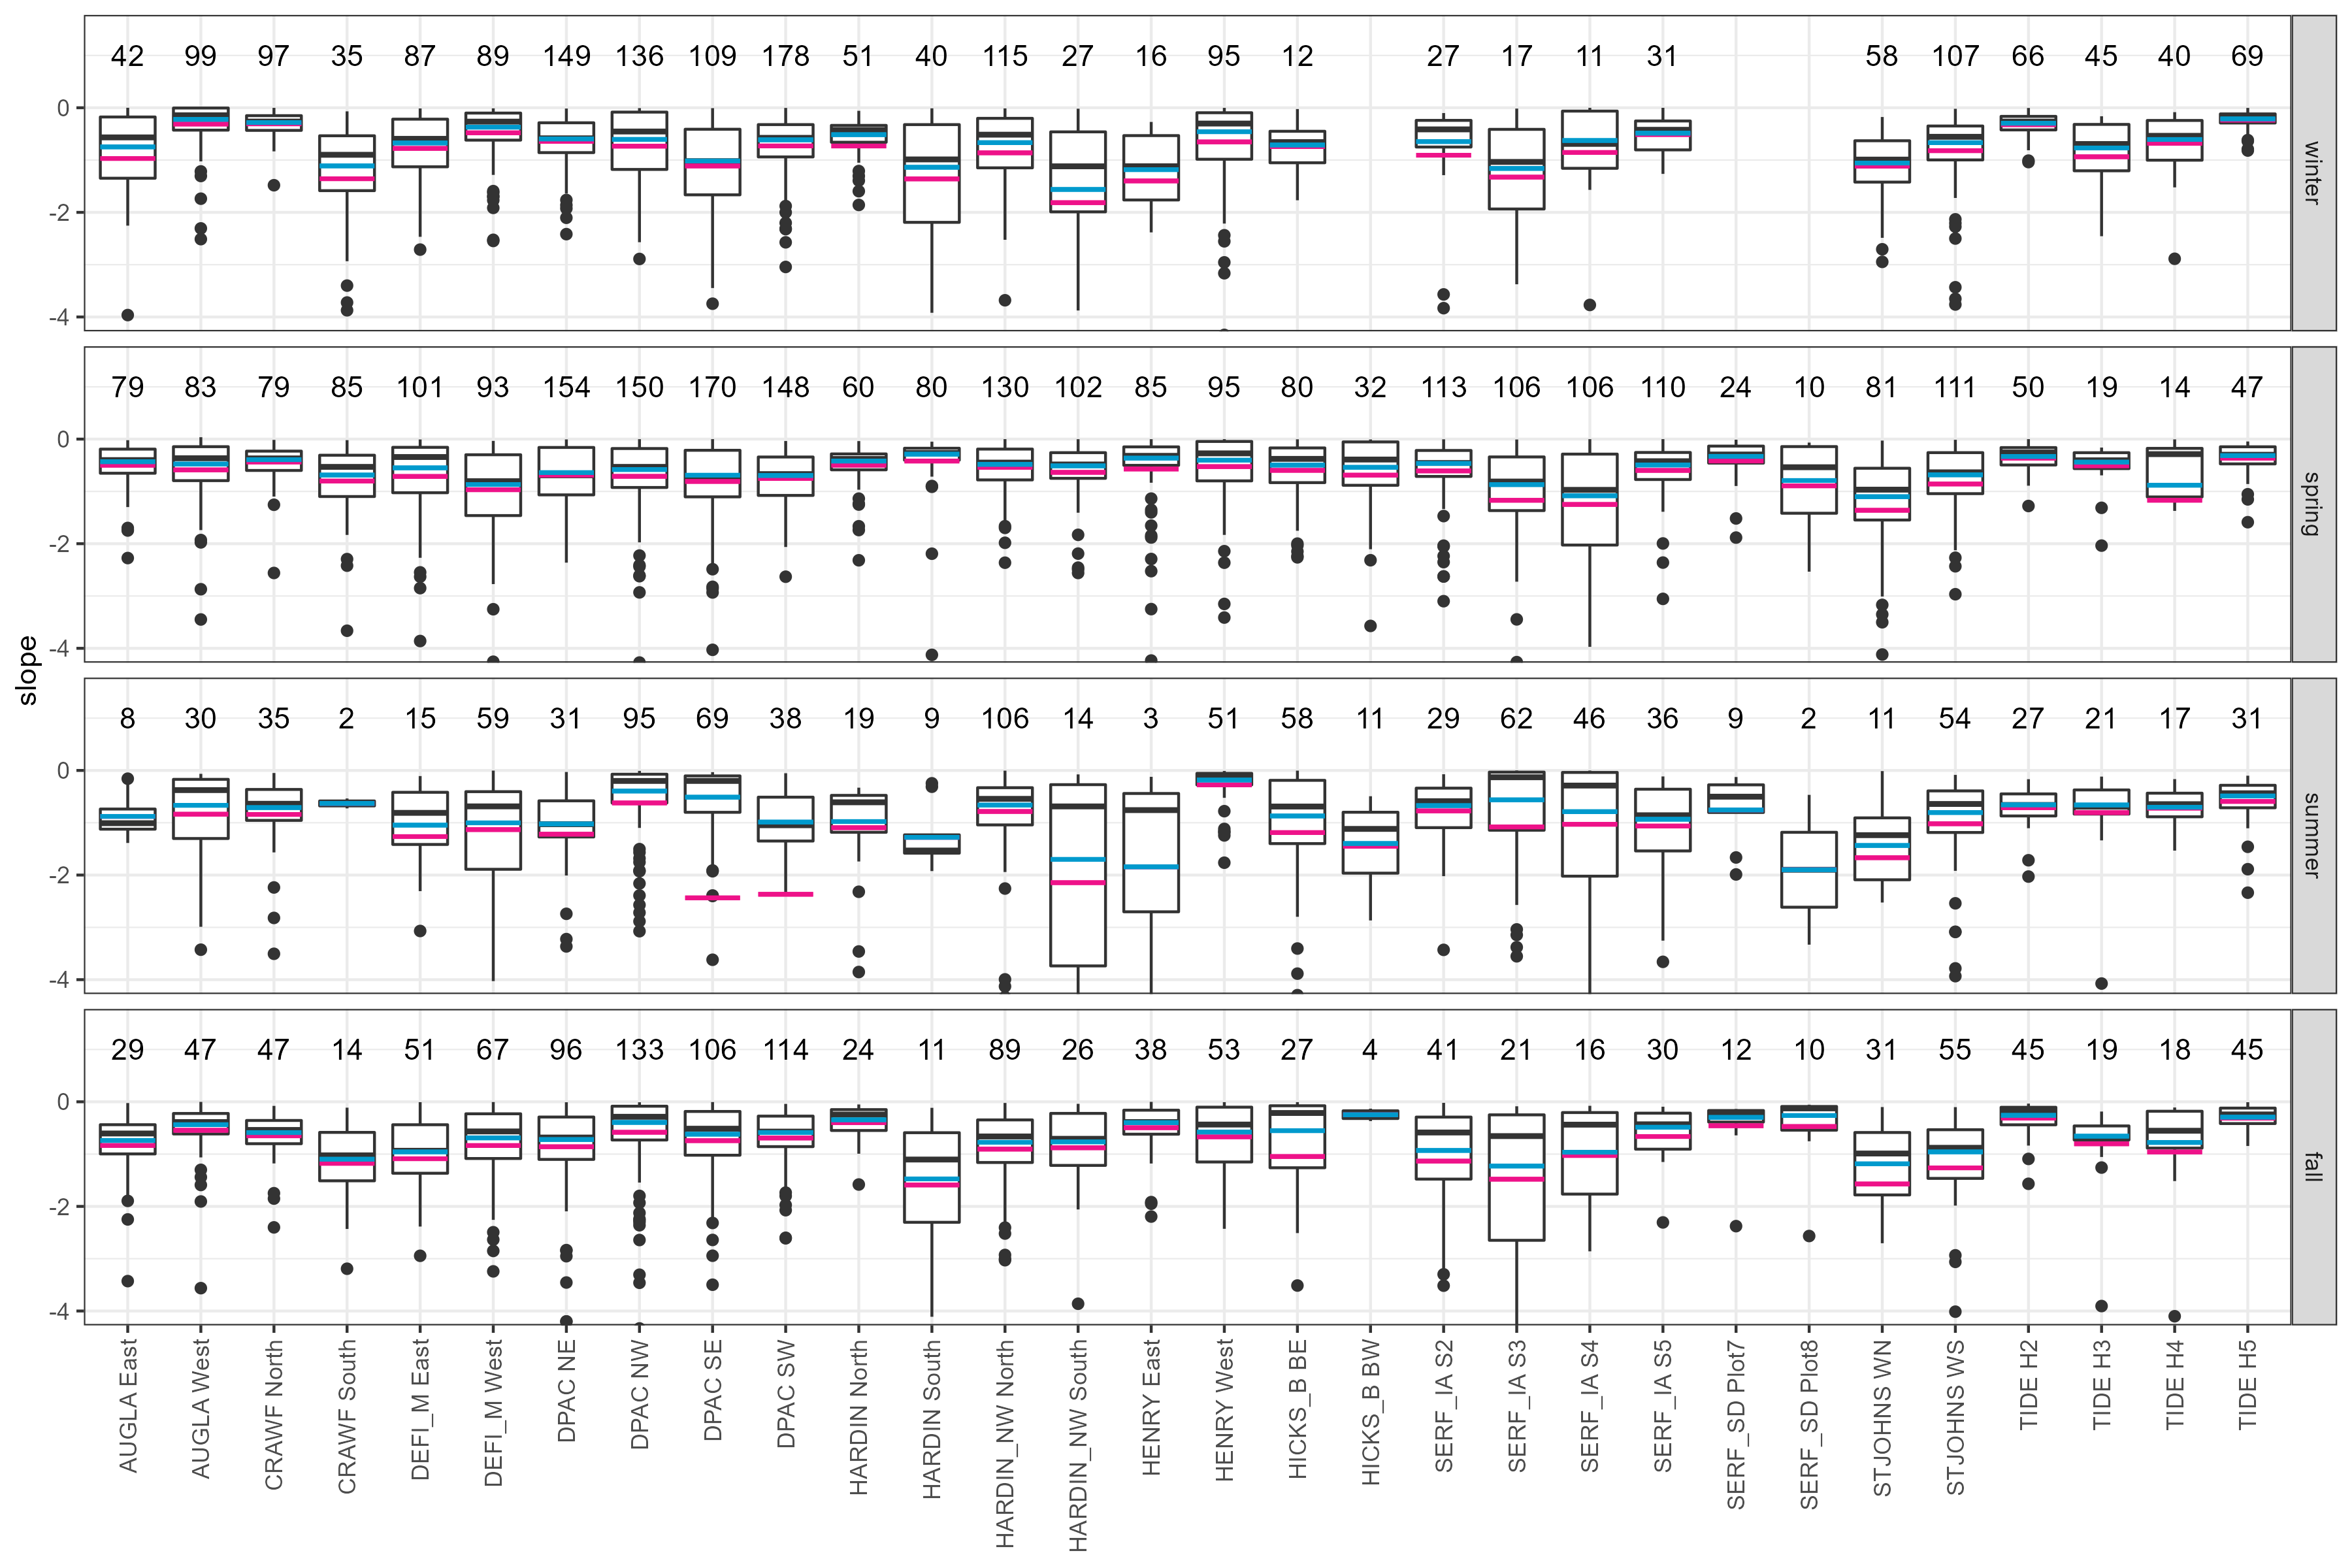 slope
42 99 97 35 87 89 149 136 109 178 51 40 115 27 16 95 12 27 17 11 31 58 107 66 45 40 69
0
-2
-4
winter
79 83 79 85 101 93 154 150 170 148 60 80 130 102 85 95 80 32 113 106 106 110 24 10 81 111 50 19 14 47
0
-2
-4
spring
8 30 35 2 15 59 31 95 69 38 19 9 106 14 3 51 58 11 29 62 46 36 9 2 11 54 27 21 17 31
0
-2
-4
summer
29 47 47 14 51 67 96 133 106 114 24 11 89 26 38 53 27 4 41 21 16 30 12 10 31 55 45 19 18 45
0
-2
-4
fall
AUGLA East
AUGLA West
CRAWF North
CRAWF South
DEFI_M East
DEFI_M West
DPAC NE
DPAC NW
DPAC SE
DPAC SW
HARDIN North
HARDIN South
HARDIN_NW North
HARDIN_NW South
HENRY East
HENRY West
HICKS_B BE
HICKS_B BW
SERF_IA S2
SERF_IA S3
SERF_IA S4
SERF_IA S5
SERF_SD Plot7
SERF_SD Plot8
STJOHNS WN
STJOHNS WS
TIDE H2
TIDE H3
TIDE H4
TIDE H5